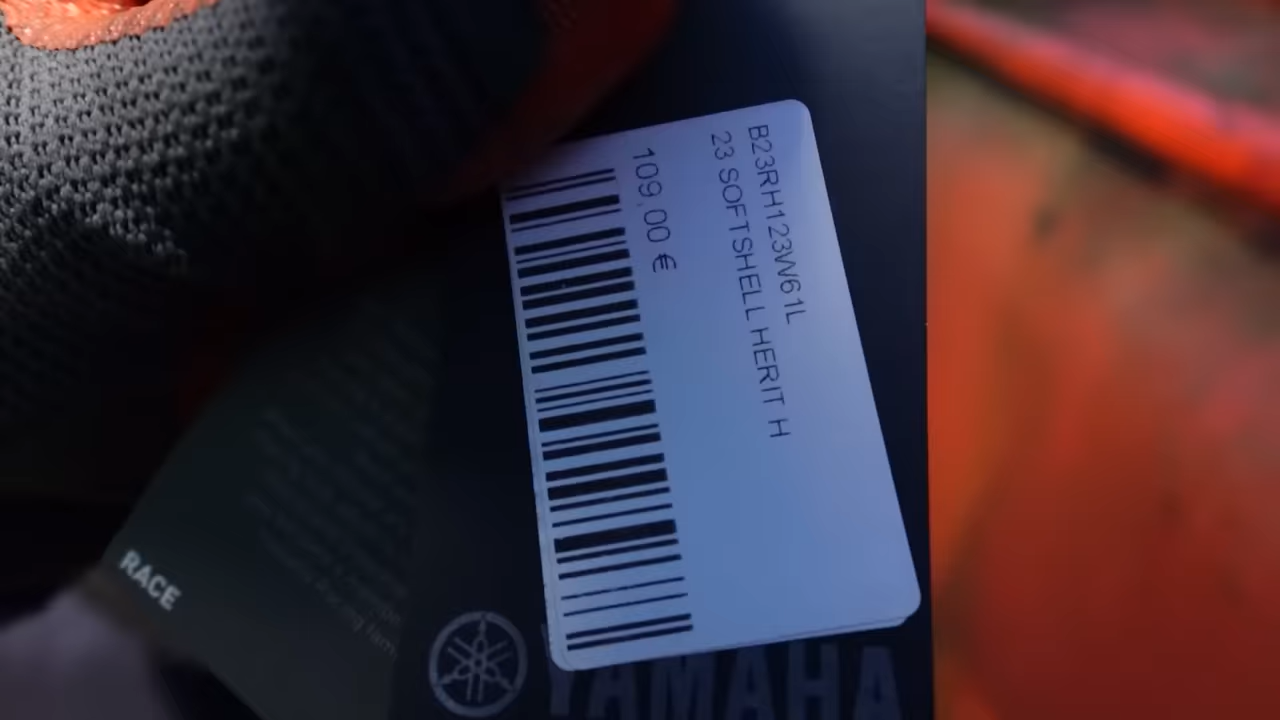 B23RH123W61L
23 SOFTSHELL HERIT H
109,00 €
YAMAHA
RACE